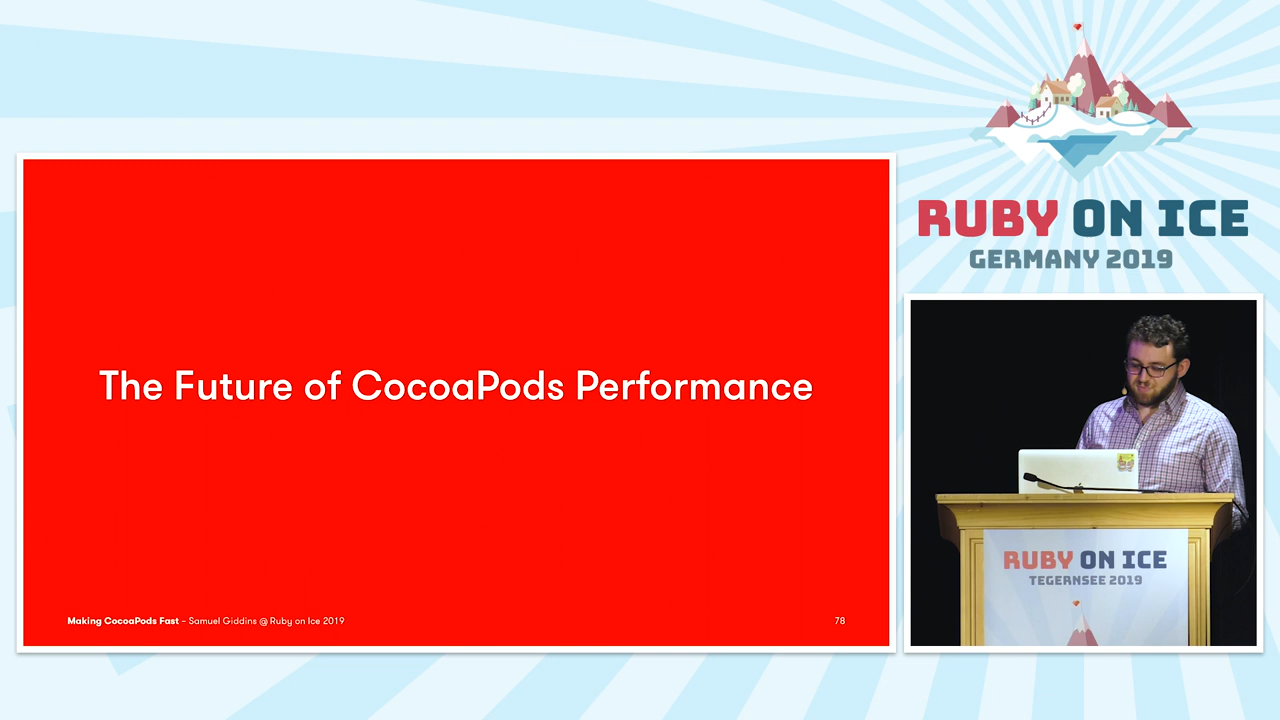 The Future of CocoaPods Performance
Making CocoaPods Fast – Samuel Giddins @ Ruby on Ice 2019
78
RUBY ON ICE
GERMANY 2019
RUBY ON ICE
TEGERNSEE 2019